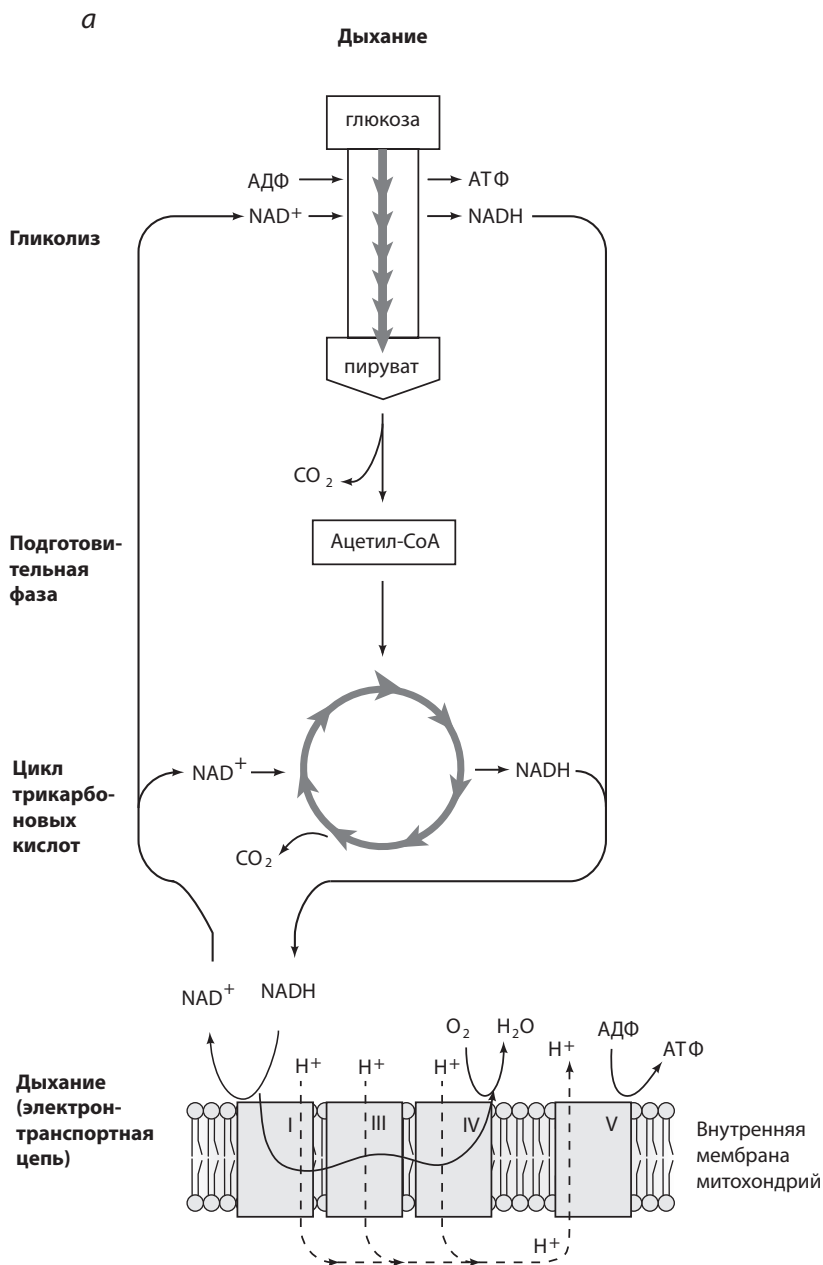 а
Дыхание
глюкоза
АДФ
АТФ
NAD+
NADH
Гликолиз
пируват
CO2
Ацетил-CoA
Подготови-
тельная
фаза
Цикл
трикарбо-
новых
кислот
NAD+
NADH
CO2
NAD+
NADH
O2
H2O
АДФ
АТФ
H+
H+
H+
H+
Дыхание
(электрон-
транспортная
цепь)
I
III
IV
V
Внутренняя
мембрана
митохондрий
H+